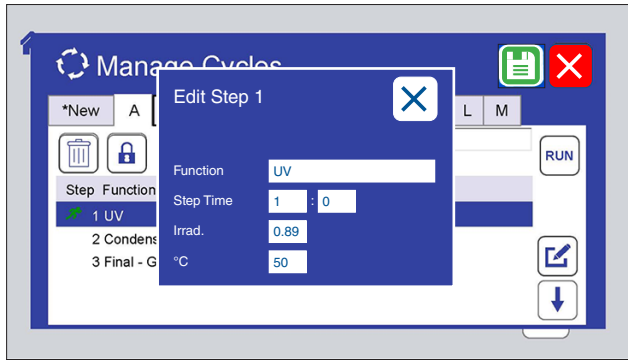 Manage Cycles
Edit Step 1
*New A L M
RUN
Function UV
Step Time 1 : 0
Irrad. 0.89
°C 50
Step Function
1 UV
2 Condens
3 Final - G